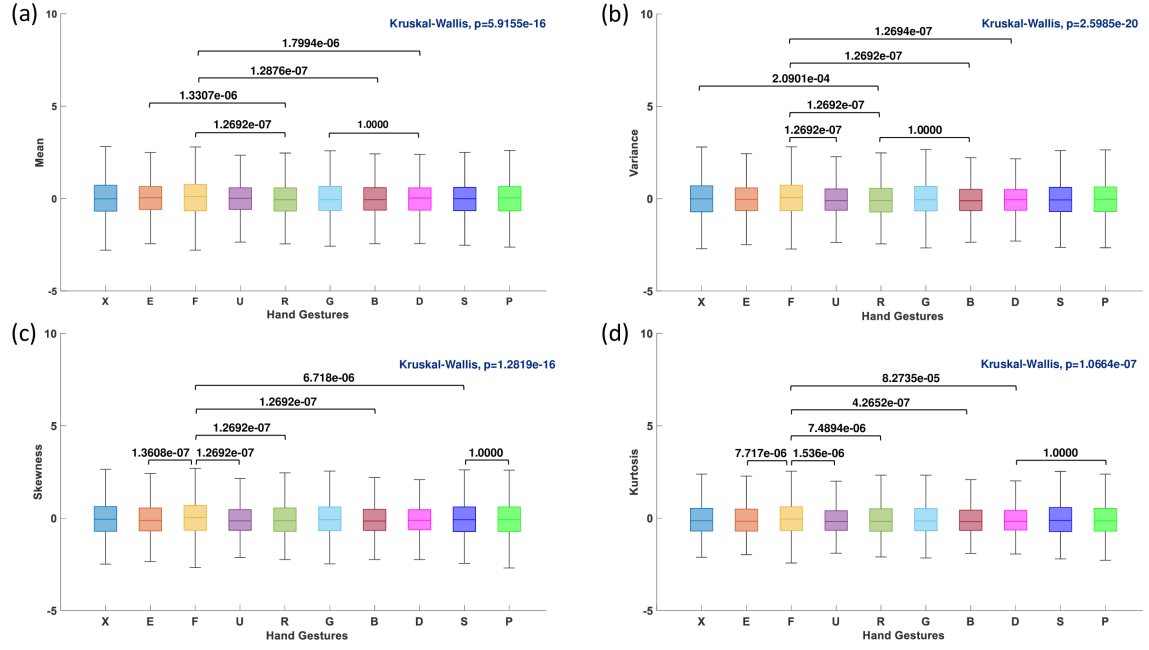 (a)
Kruskal-Wallis, p=5.9155e-16
10
5
0
-5
Mean
1.7994e-06
1.2876e-07
1.3307e-06
1.2692e-07
1.0000
X E F U R G B D S P
Hand Gestures
(b)
Kruskal-Wallis, p=2.5985e-20
10
5
0
-5
Variance
1.2694e-07
1.2692e-07
2.0901e-04
1.2692e-07
1.2692e-07
1.0000
X E F U R G B D S P
Hand Gestures
(c)
Kruskal-Wallis, p=1.2819e-16
10
5
0
-5
Skewness
6.718e-06
1.2692e-07
1.2692e-07
1.3608e-07
1.2692e-07
1.0000
X E F U R G B D S P
Hand Gestures
(d)
Kruskal-Wallis, p=1.0664e-07
10
5
0
-5
Kurtosis
8.2735e-05
4.2652e-07
7.4894e-06
7.717e-06
1.536e-06
1.0000
X E F U R G B D S P
Hand Gestures